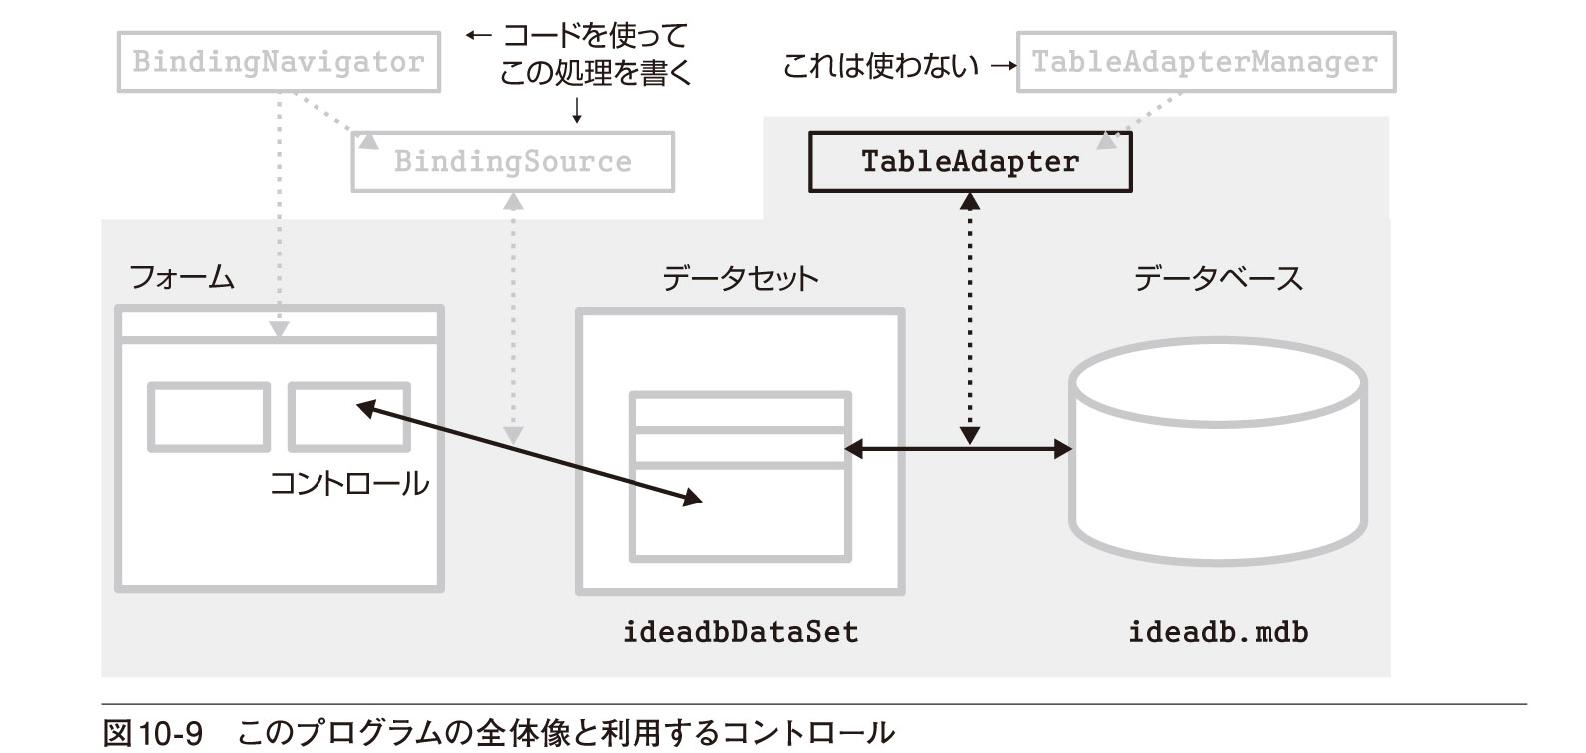 BindingNavigator
← コードを使って
この処理を書く
↓
これは使わない →
TableAdapterManager
BindingSource
TableAdapter
フォーム
データセット
データベース
コントロール
ideadbDataSet
ideadb.mdb
図10-9　このプログラムの全体像と利用するコントロール